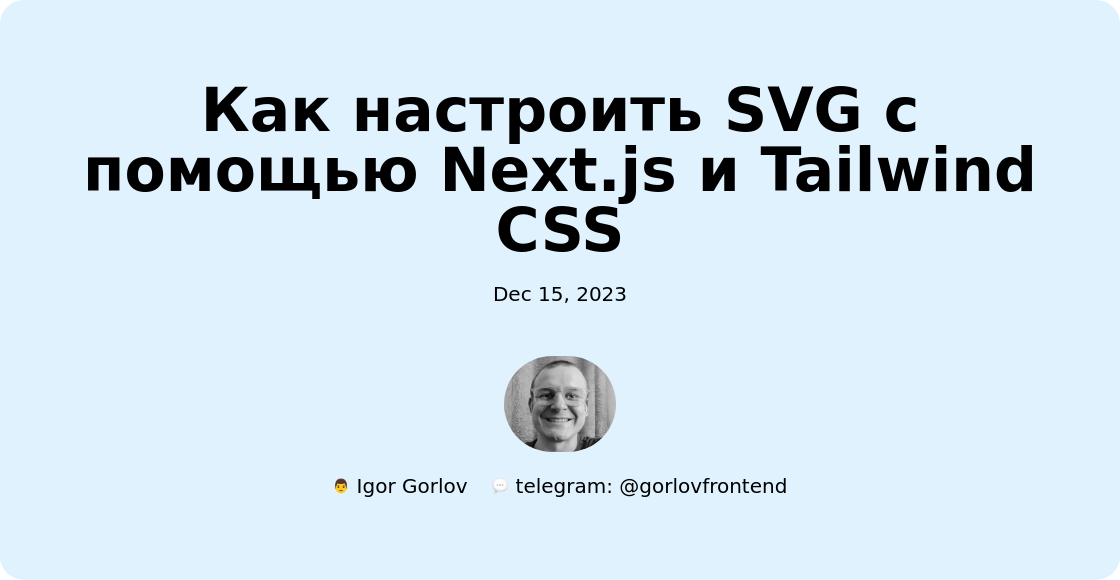 Как настроить SVG с
помощью Next.js и Tailwind
CSS
Dec 15, 2023
👨 Igor Gorlov 💬 telegram: @gorlovfrontend